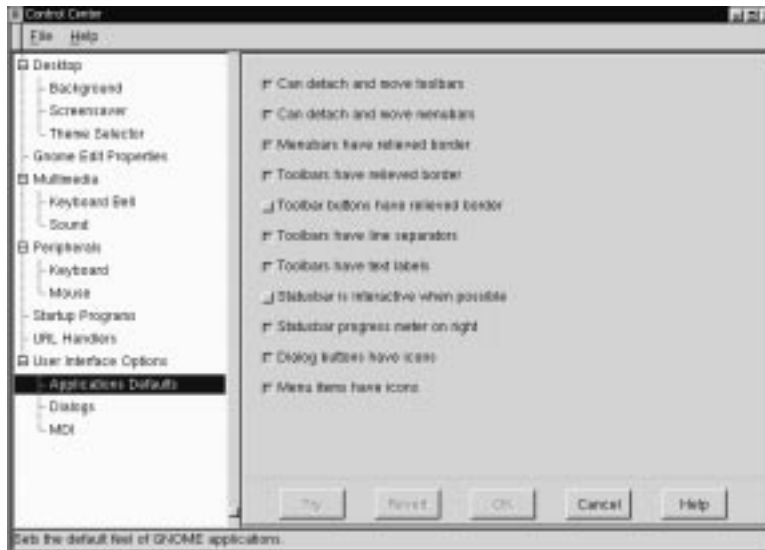 Control Center
File Help
Desktop
Background
Screensaver
Theme Selector
Gnome Edit Properties
Multimedia
Keyboard Bell
Sound
Peripherals
Keyboard
Mouse
Startup Programs
URL Handlers
User Interface Options
Applications Defaults
Dialogs
MDI
Can detach and move toolbars
Can detach and move menubars
Menubars have relieved border
Toolbars have relieved border
Toolbar buttons have relieved border
Toolbars have line separators
Toolbars have text labels
Statusbar is interactive when possible
Statusbar progress meter on right
Dialog buttons have icons
Menu items have icons
Try Revert OK Cancel Help
Sets the default feel of GNOME applications.